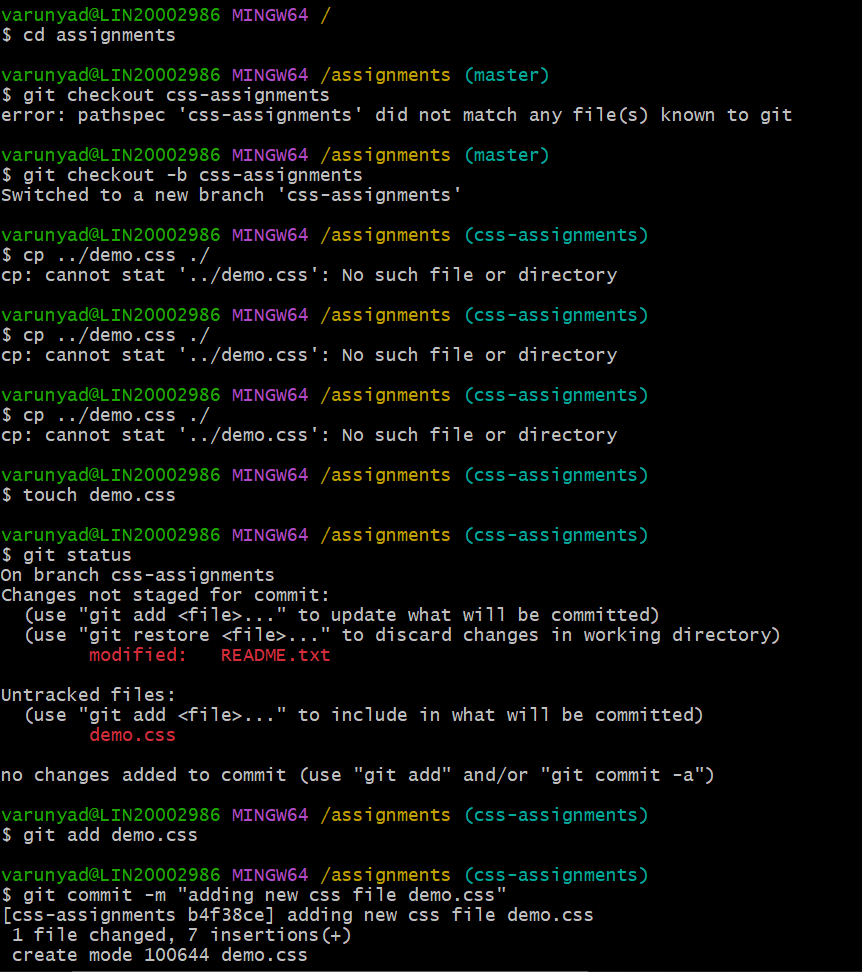 varunyad@LIN20002986 MINGW64 /
$ cd assignments
varunyad@LIN20002986 MINGW64 /assignments (master)
$ git checkout css-assignments
error: pathspec 'css-assignments' did not match any file(s) known to git
varunyad@LIN20002986 MINGW64 /assignments (master)
$ git checkout -b css-assignments
Switched to a new branch 'css-assignments'
varunyad@LIN20002986 MINGW64 /assignments (css-assignments)
$ cp ../demo.css ./
cp: cannot stat '../demo.css': No such file or directory
varunyad@LIN20002986 MINGW64 /assignments (css-assignments)
$ cp ../demo.css ./
cp: cannot stat '../demo.css': No such file or directory
varunyad@LIN20002986 MINGW64 /assignments (css-assignments)
$ cp ../demo.css ./
cp: cannot stat '../demo.css': No such file or directory
varunyad@LIN20002986 MINGW64 /assignments (css-assignments)
$ touch demo.css
varunyad@LIN20002986 MINGW64 /assignments (css-assignments)
$ git status
On branch css-assignments
Changes not staged for commit:
  (use "git add <file>..." to update what will be committed)
  (use "git restore <file>..." to discard changes in working directory)
        modified:   README.txt
Untracked files:
  (use "git add <file>..." to include in what will be committed)
        demo.css
no changes added to commit (use "git add" and/or "git commit -a")
varunyad@LIN20002986 MINGW64 /assignments (css-assignments)
$ git add demo.css
varunyad@LIN20002986 MINGW64 /assignments (css-assignments)
$ git commit -m "adding new css file demo.css"
[css-assignments b4f38ce] adding new css file demo.css
 1 file changed, 7 insertions(+)
 create mode 100644 demo.css